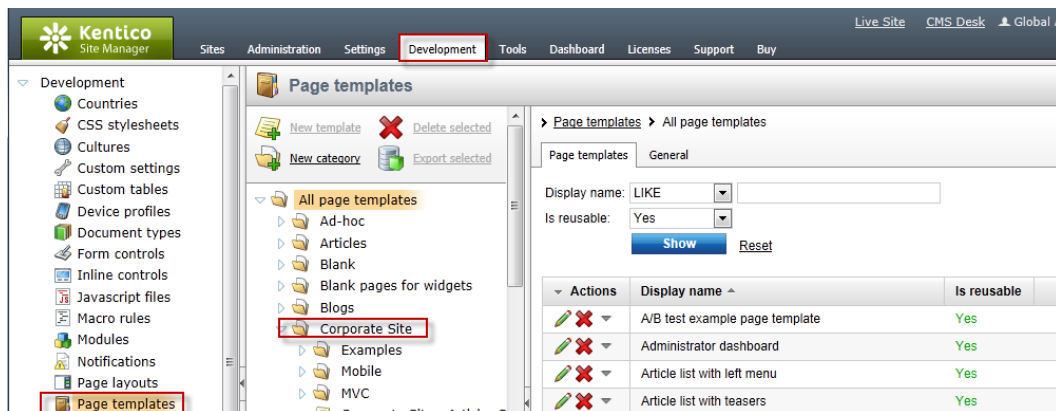 Live Site CMS Desk Global
Kentico
Site Manager
Sites Administration Settings Development Tools Dashboard Licenses Support Buy
Development
Countries
CSS stylesheets
Cultures
Custom settings
Custom tables
Device profiles
Document types
Form controls
Inline controls
Javascript files
Macro rules
Modules
Notifications
Page layouts
Page templates
Page templates
New template Delete selected
New category Export selected
All page templates
Ad-hoc
Articles
Blank
Blank pages for widgets
Blogs
Corporate Site
Examples
Mobile
MVC
> Page templates > All page templates
Page templates General
Display name: LIKE
Is reusable: Yes
Show Reset
Actions Display name Is reusable
A/B test example page template Yes
Administrator dashboard Yes
Article list with left menu Yes
Article list with teasers Yes